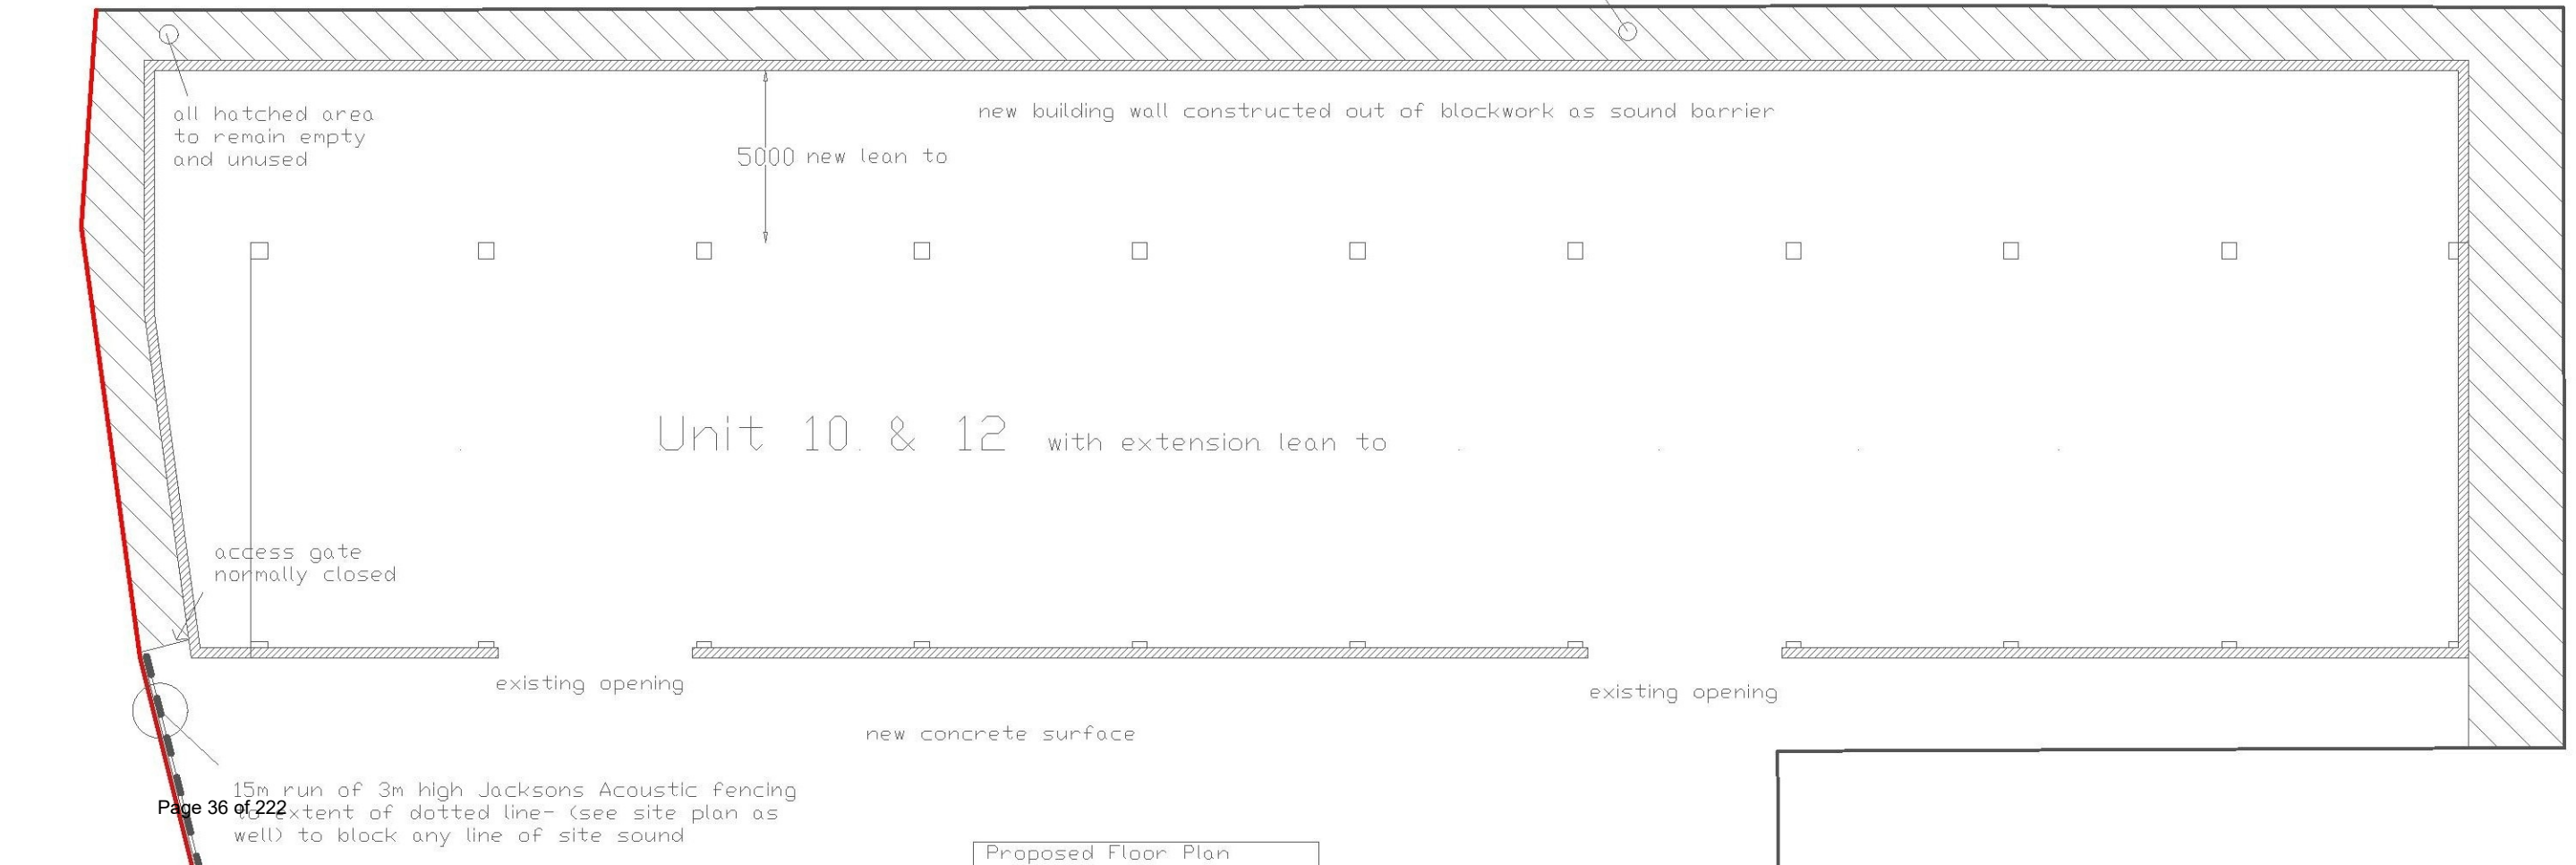 all hatched area
to remain empty
and unused
new building wall constructed out of blockwork as sound barrier
5000 new lean to
Unit 10 & 12 with extension lean to
access gate
normally closed
existing opening
existing opening
new concrete surface
15m run of 3m high Jacksons Acoustic fencing
to extent of dotted line- (see site plan as
well) to block any line of site sound
Page 36 of 222
Proposed Floor Plan